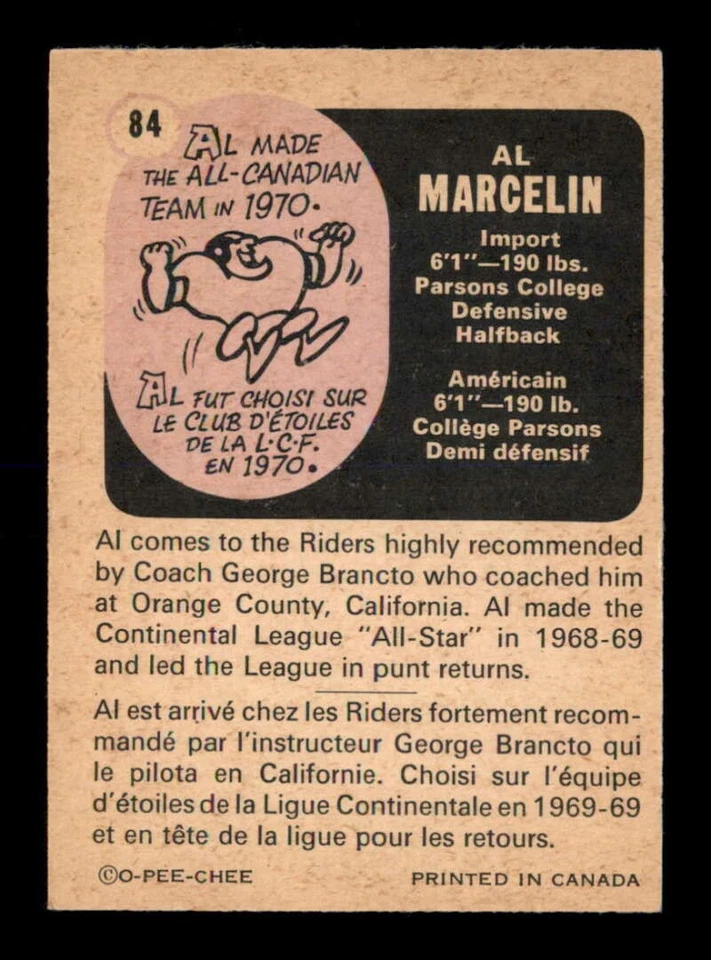 84
AL MADE
THE ALL-CANADIAN
TEAM IN 1970.
AL FUT CHOISI SUR
LE CLUB D'ÉTOILES
DE LA L.C.F.
EN 1970.
AL
MARCELIN
Import
6'1"—190 lbs.
Parsons College
Defensive
Halfback
Américain
6'1"—190 lb.
Collège Parsons
Demi défensif
Al comes to the Riders highly recommended
by Coach George Brancto who coached him
at Orange County, California. Al made the
Continental League "All-Star" in 1968-69
and led the League in punt returns.
Al est arrivé chez les Riders fortement recom-
mandé par l'instructeur George Brancto qui
le pilota en Californie. Choisi sur l'équipe
d'étoiles de la Ligue Continentale en 1969-69
et en tête de la ligue pour les retours.
©O-PEE-CHEE PRINTED IN CANADA